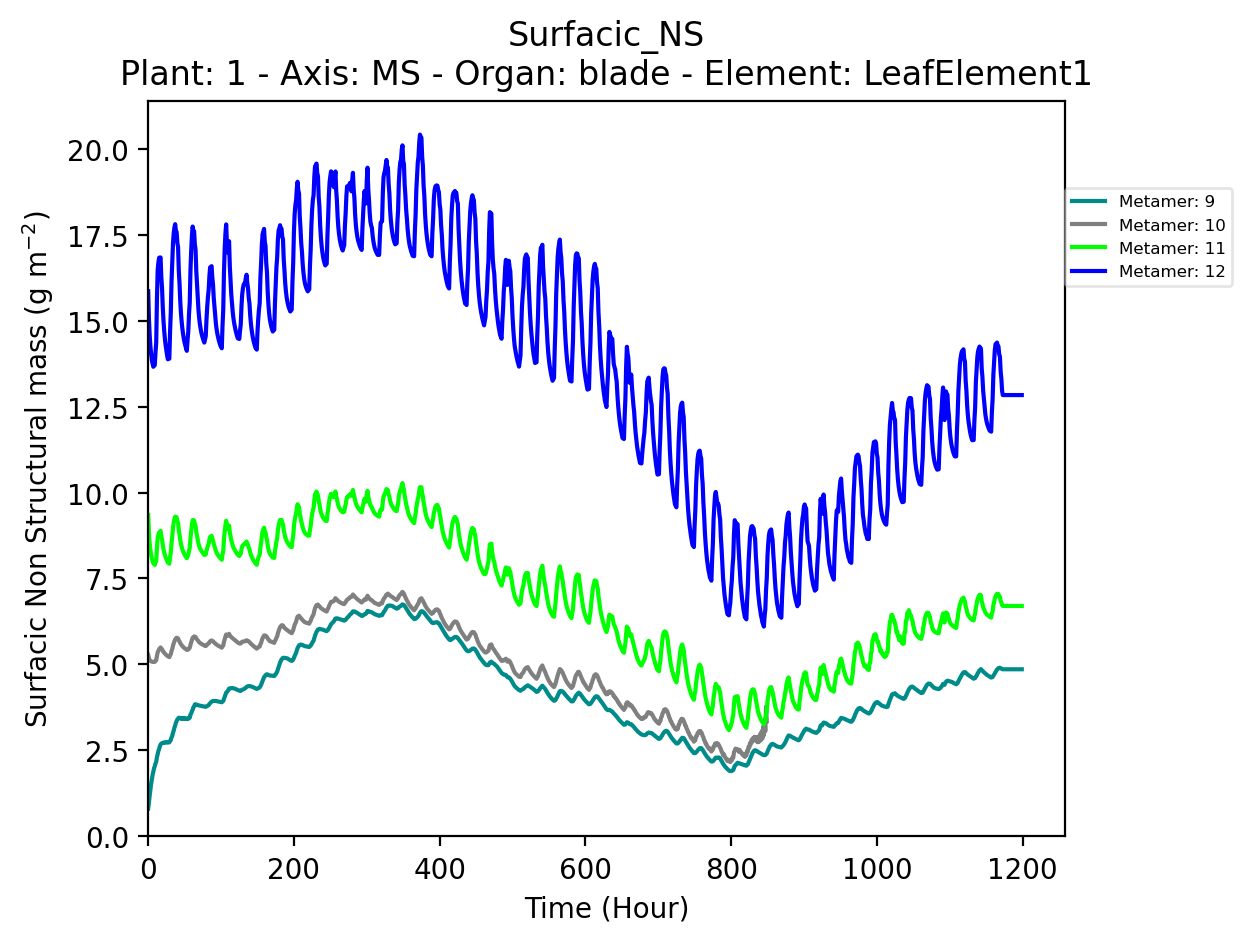 Surfacic_NS
Plant: 1 - Axis: MS - Organ: blade - Element: LeafElement1
20.0
17.5
15.0
12.5
10.0
7.5
5.0
2.5
0.0
Surfacic Non Structural mass (g m⁻²)
0 200 400 600 800 1000 1200
Time (Hour)
Metamer: 9
Metamer: 10
Metamer: 11
Metamer: 12